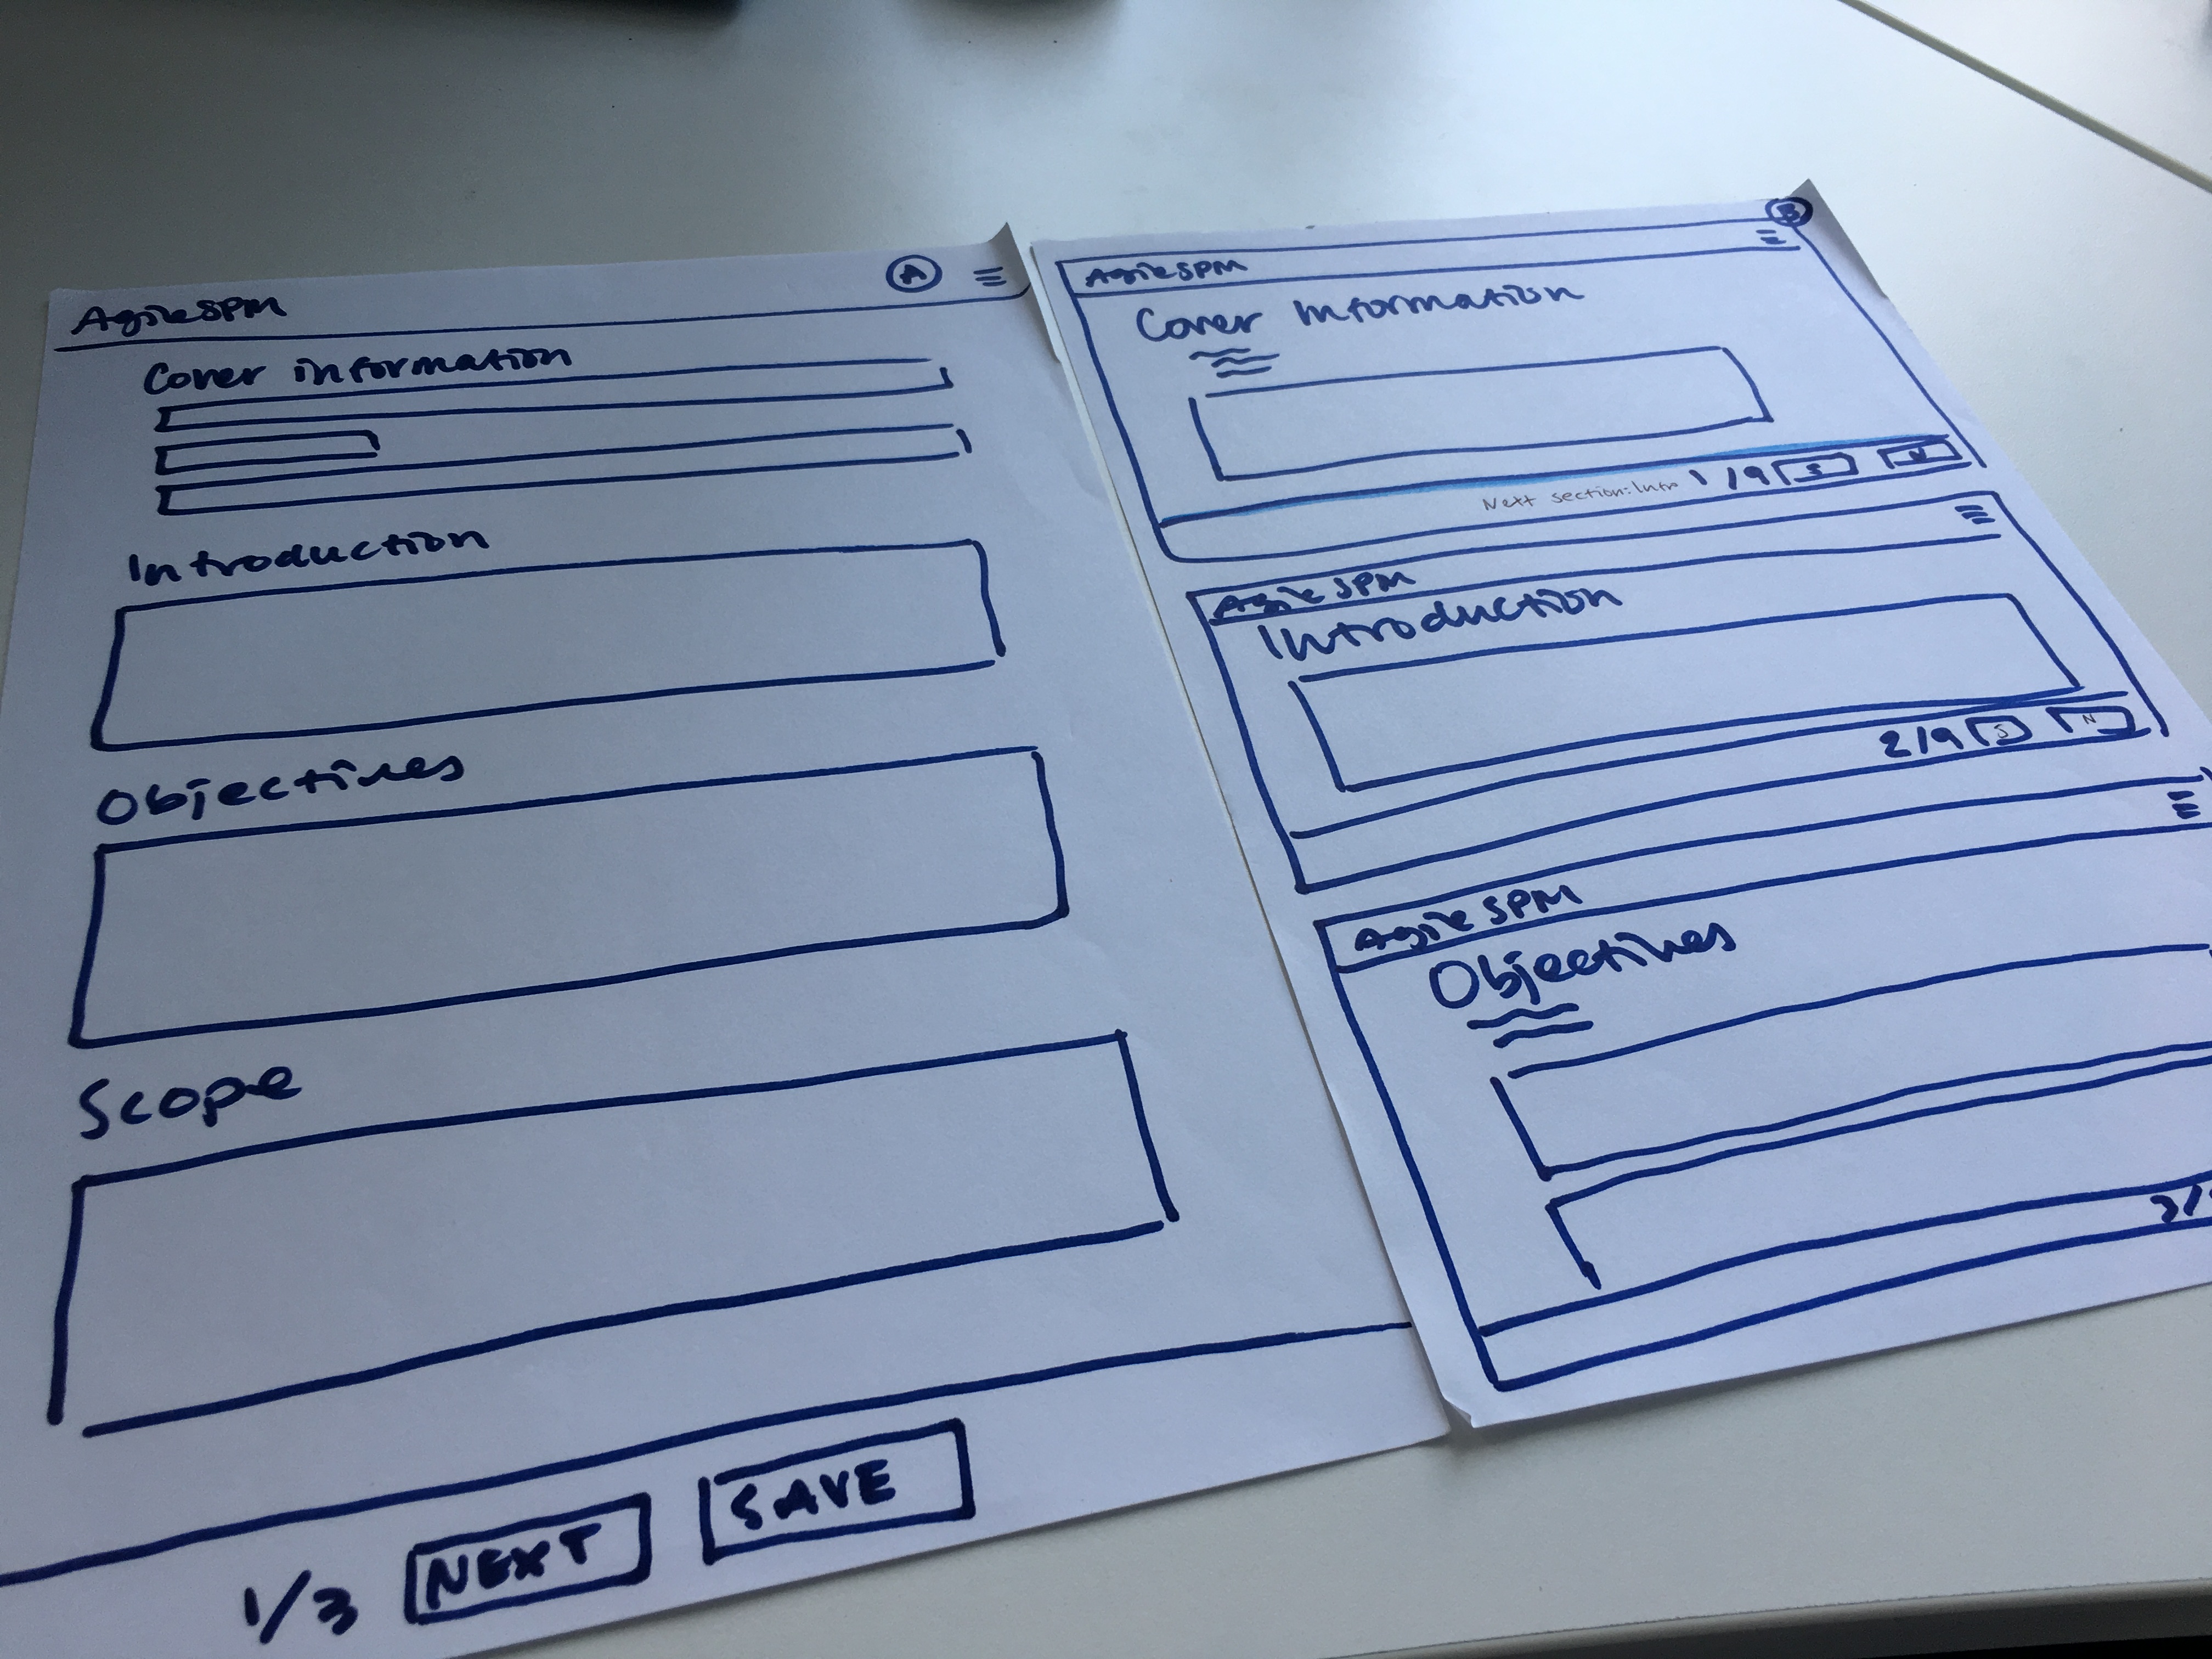 AgileSPM A
Cover information
Introduction
Objectives
Scope
1/3 NEXT SAVE
B
AgileSPM
Cover Information
Next section: Intro 1/9 S N
AgileSPM
Introduction
2/9 S N
AgileSPM
Objectives
3/